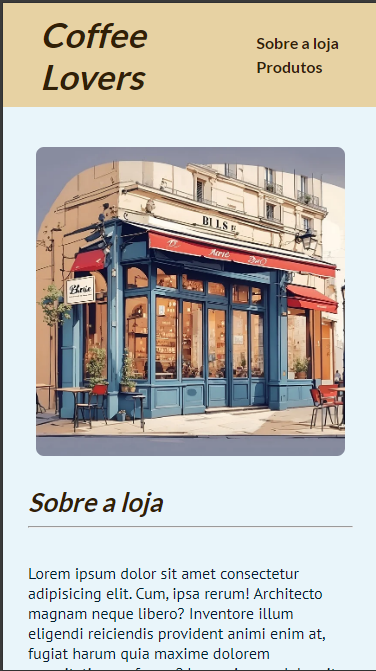 Coffee
Lovers
Sobre a loja
Produtos
Sobre a loja
Lorem ipsum dolor sit amet consectetur
adipisicing elit. Cum, ipsa rerum! Architecto
magnam neque libero? Inventore illum
eligendi reiciendis provident animi enim at,
fugiat harum quia maxime dolorem